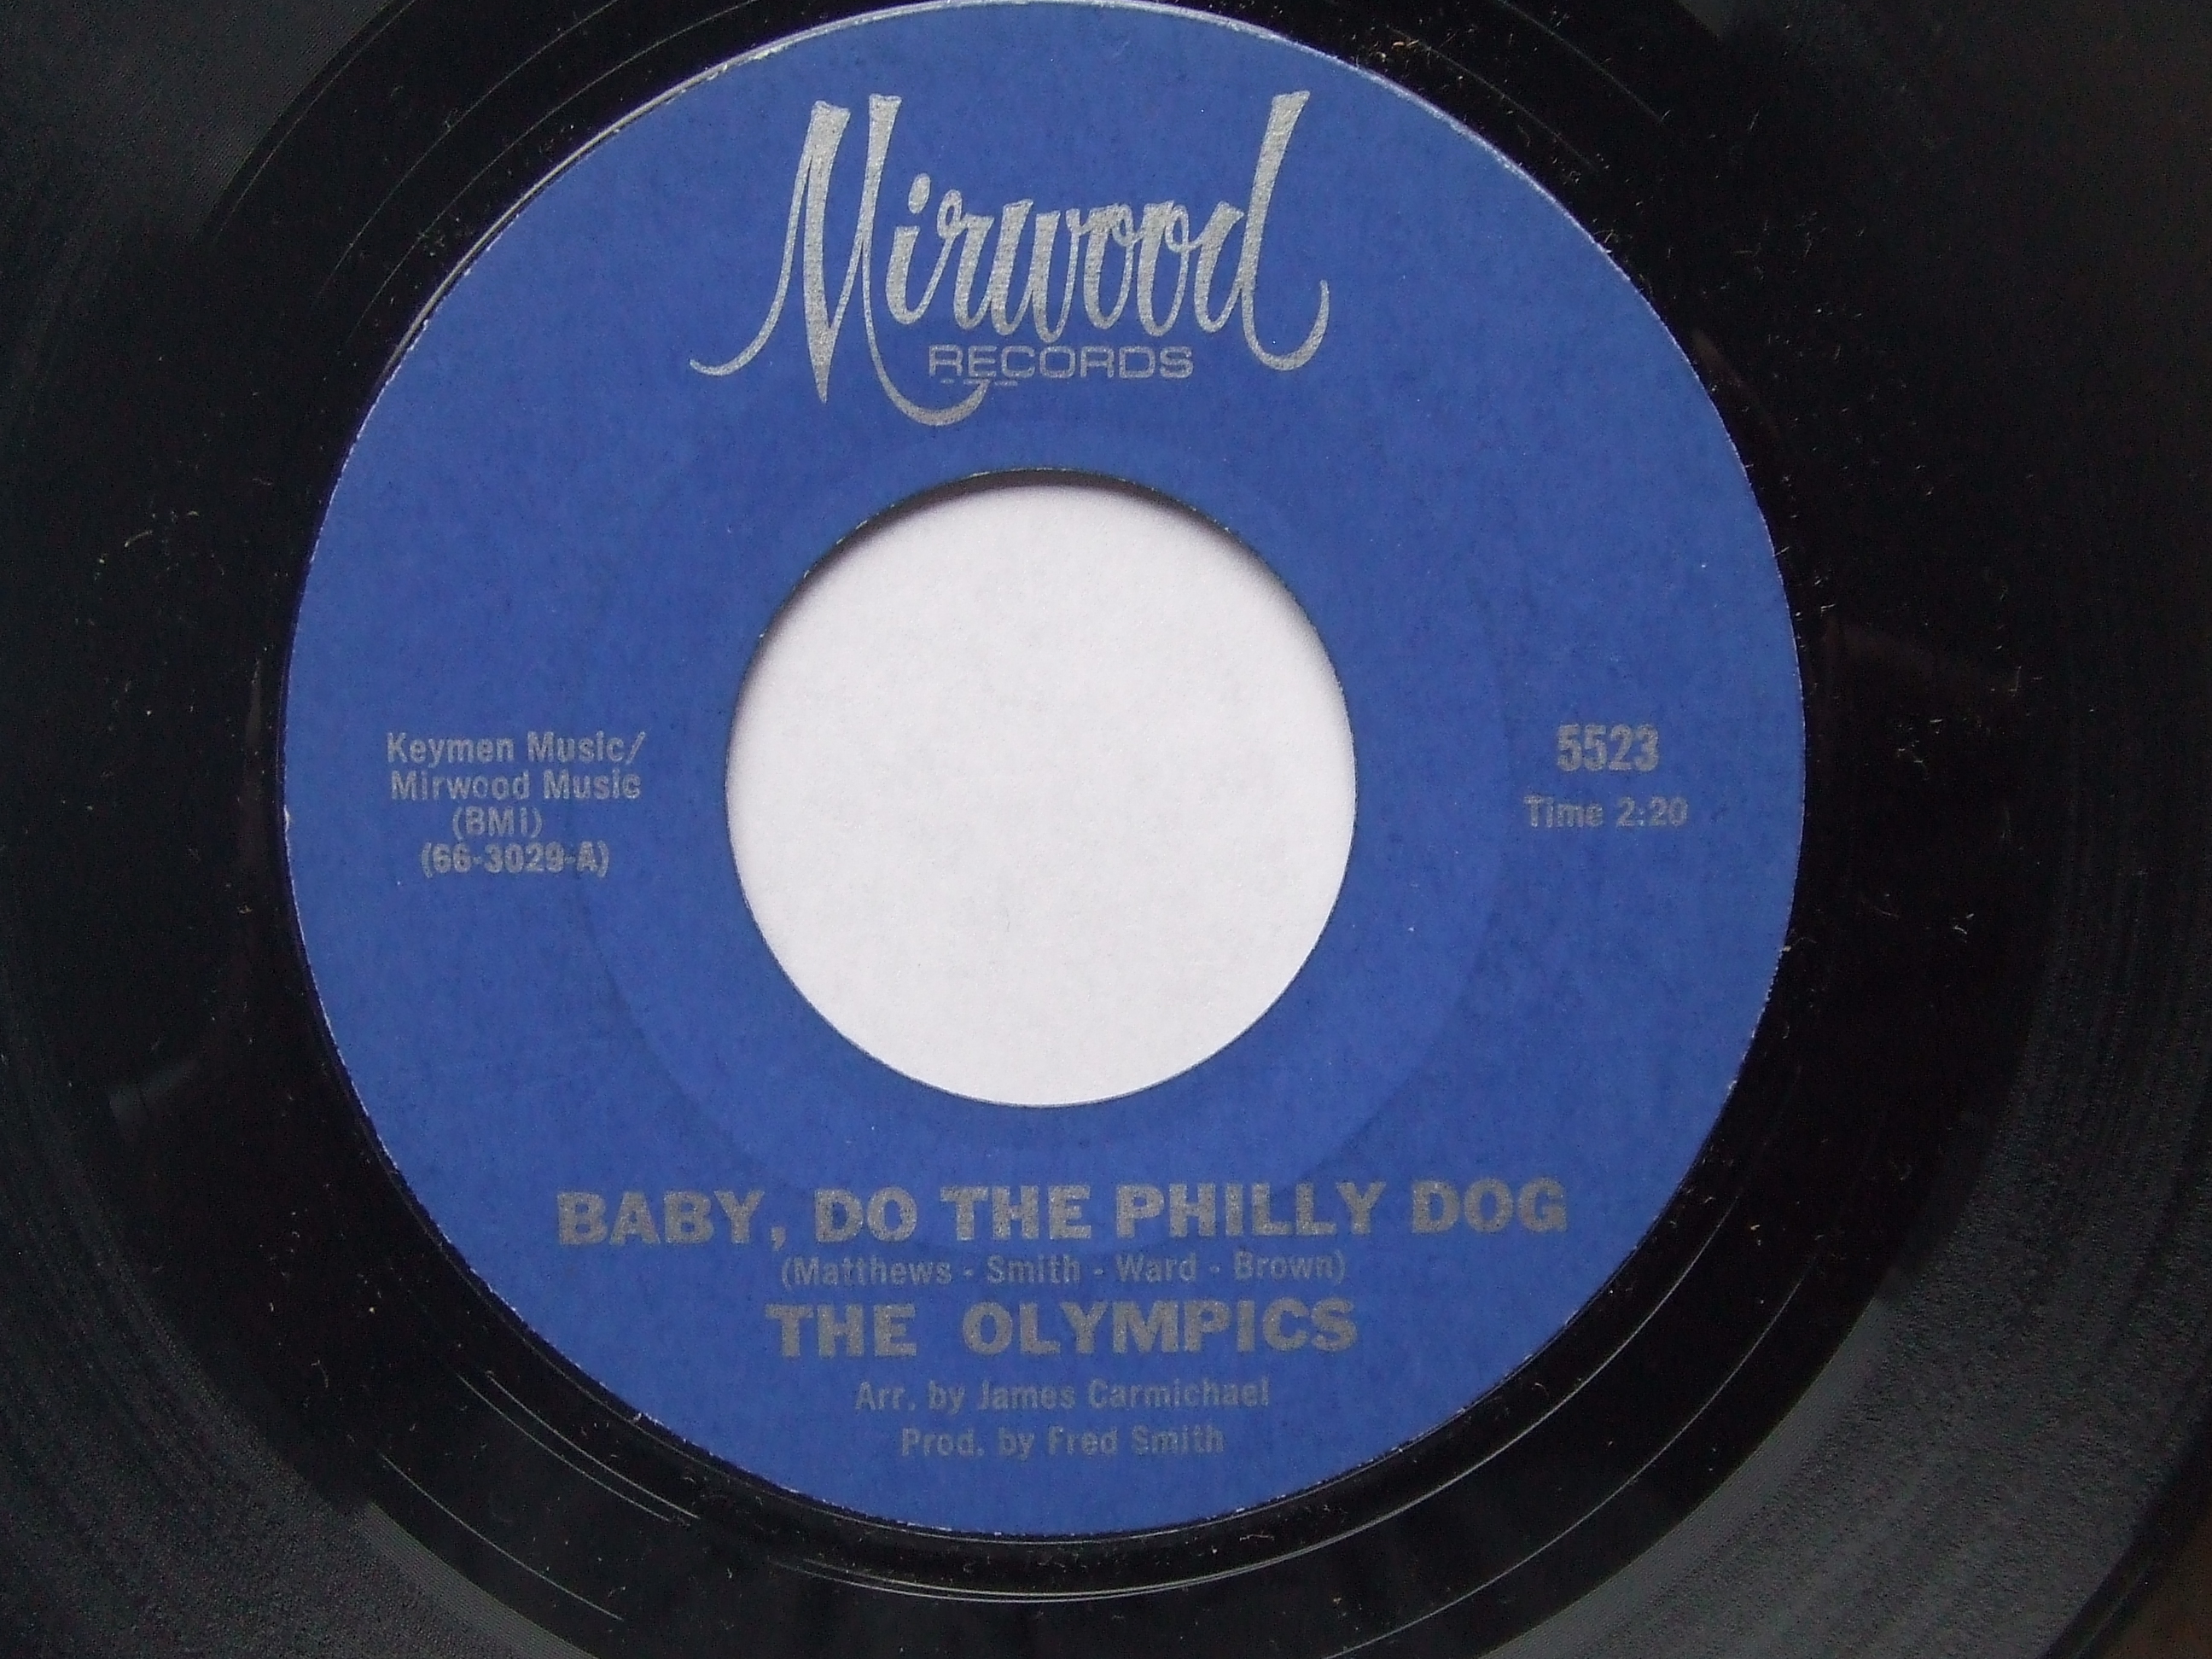 Mirwood
RECORDS
Keymen Music/
Mirwood Music
(BMI)
(66-3029-A)
5523
Time 2:20
BABY, DO THE PHILLY DOG
(Matthews - Smith - Ward - Brown)
THE OLYMPICS
Arr. by James Carmichael
Prod. by Fred Smith